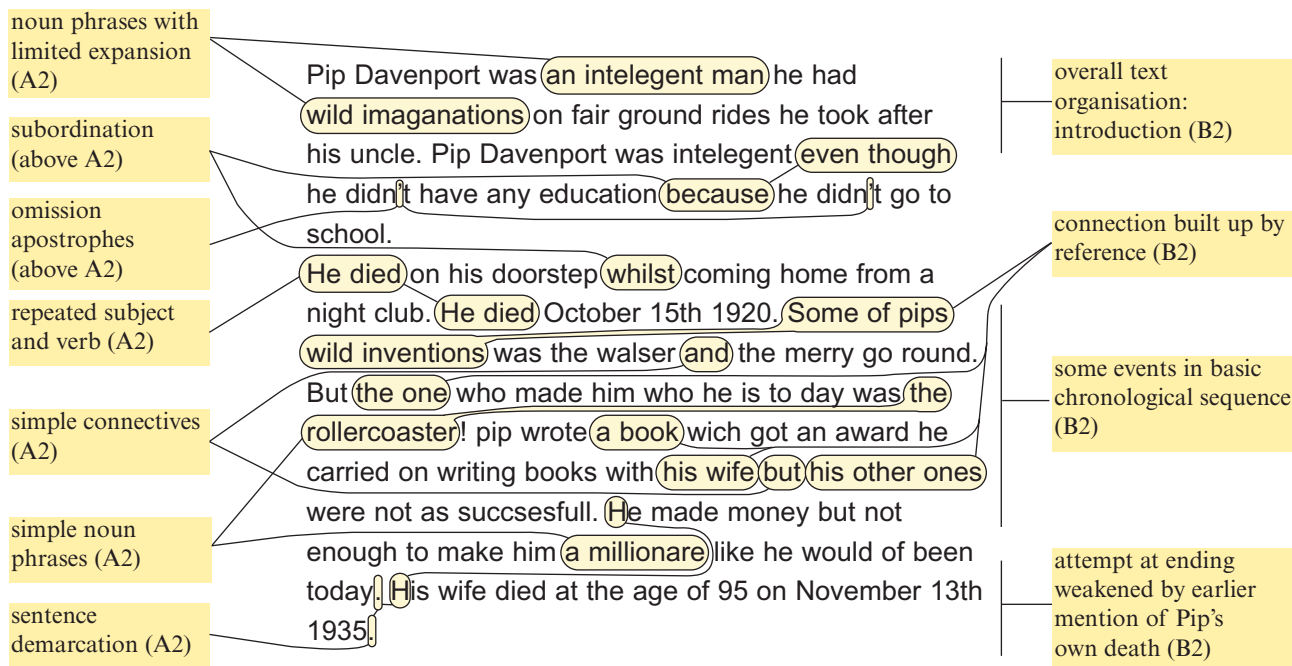 noun phrases with
limited expansion
(A2)
subordination
(above A2)
omission
apostrophes
(above A2)
repeated subject
and verb (A2)
simple connectives
(A2)
simple noun
phrases (A2)
sentence
demarcation (A2)
Pip Davenport was an intelegent man he had
wild imaganations on fair ground rides he took after
his uncle. Pip Davenport was intelegent even though
he didn't have any education because he didn't go to
school.
He died on his doorstep whilst coming home from a
night club. He died October 15th 1920. Some of pips
wild inventions was the walser and the merry go round.
But the one who made him who he is to day was the
rollercoaster! pip wrote a book wich got an award he
carried on writing books with his wife but his other ones
were not as succsesfull. He made money but not
enough to make him a millionare like he would of been
today. His wife died at the age of 95 on November 13th
1935.
overall text
organisation:
introduction (B2)
connection built up by
reference (B2)
some events in basic
chronological sequence
(B2)
attempt at ending
weakened by earlier
mention of Pip's
own death (B2)